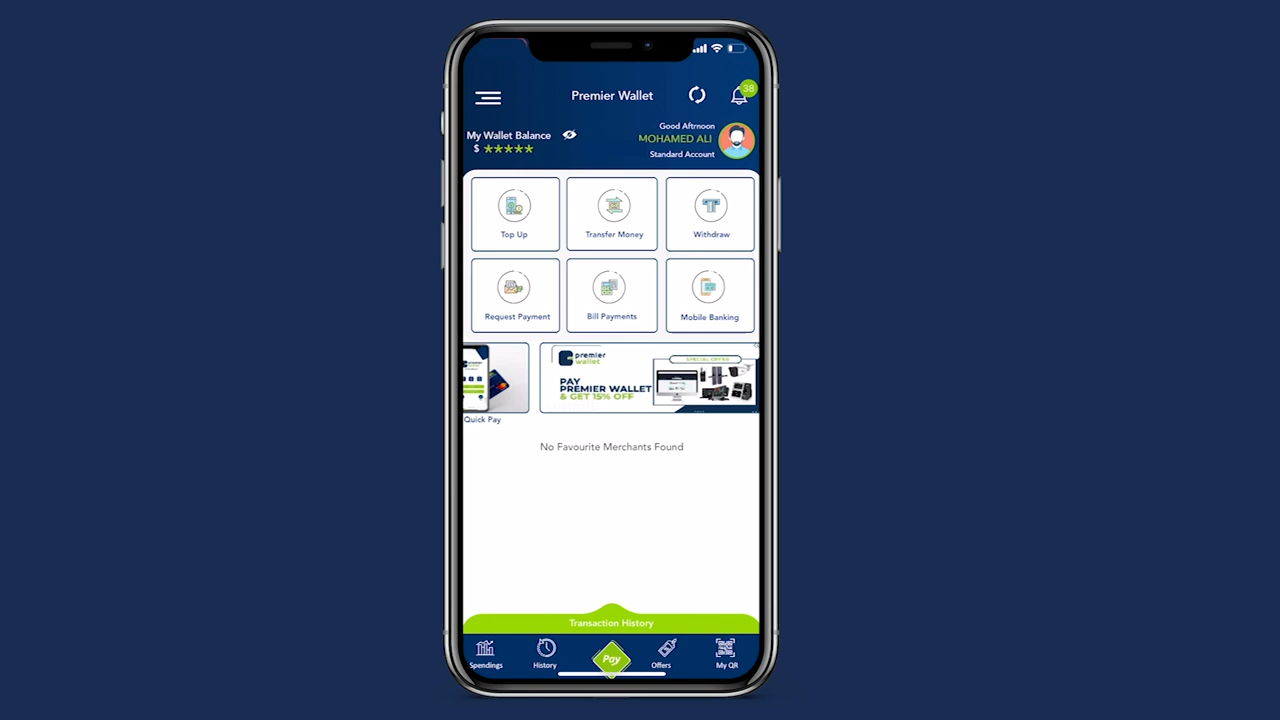 Premier Wallet
38
Good Aftrnoon
My Wallet Balance
MOHAMED ALI
$ *****
Standard Account
Top Up
Transfer Money
Withdraw
Request Payment
Bill Payments
Mobile Banking
premier
wallet
SPECIAL OFFER
PAY
PREMIER WALLET
& GET 15% OFF
Quick Pay
No Favourite Merchants Found
Transaction History
Spendings
History
Pay
Offers
My QR